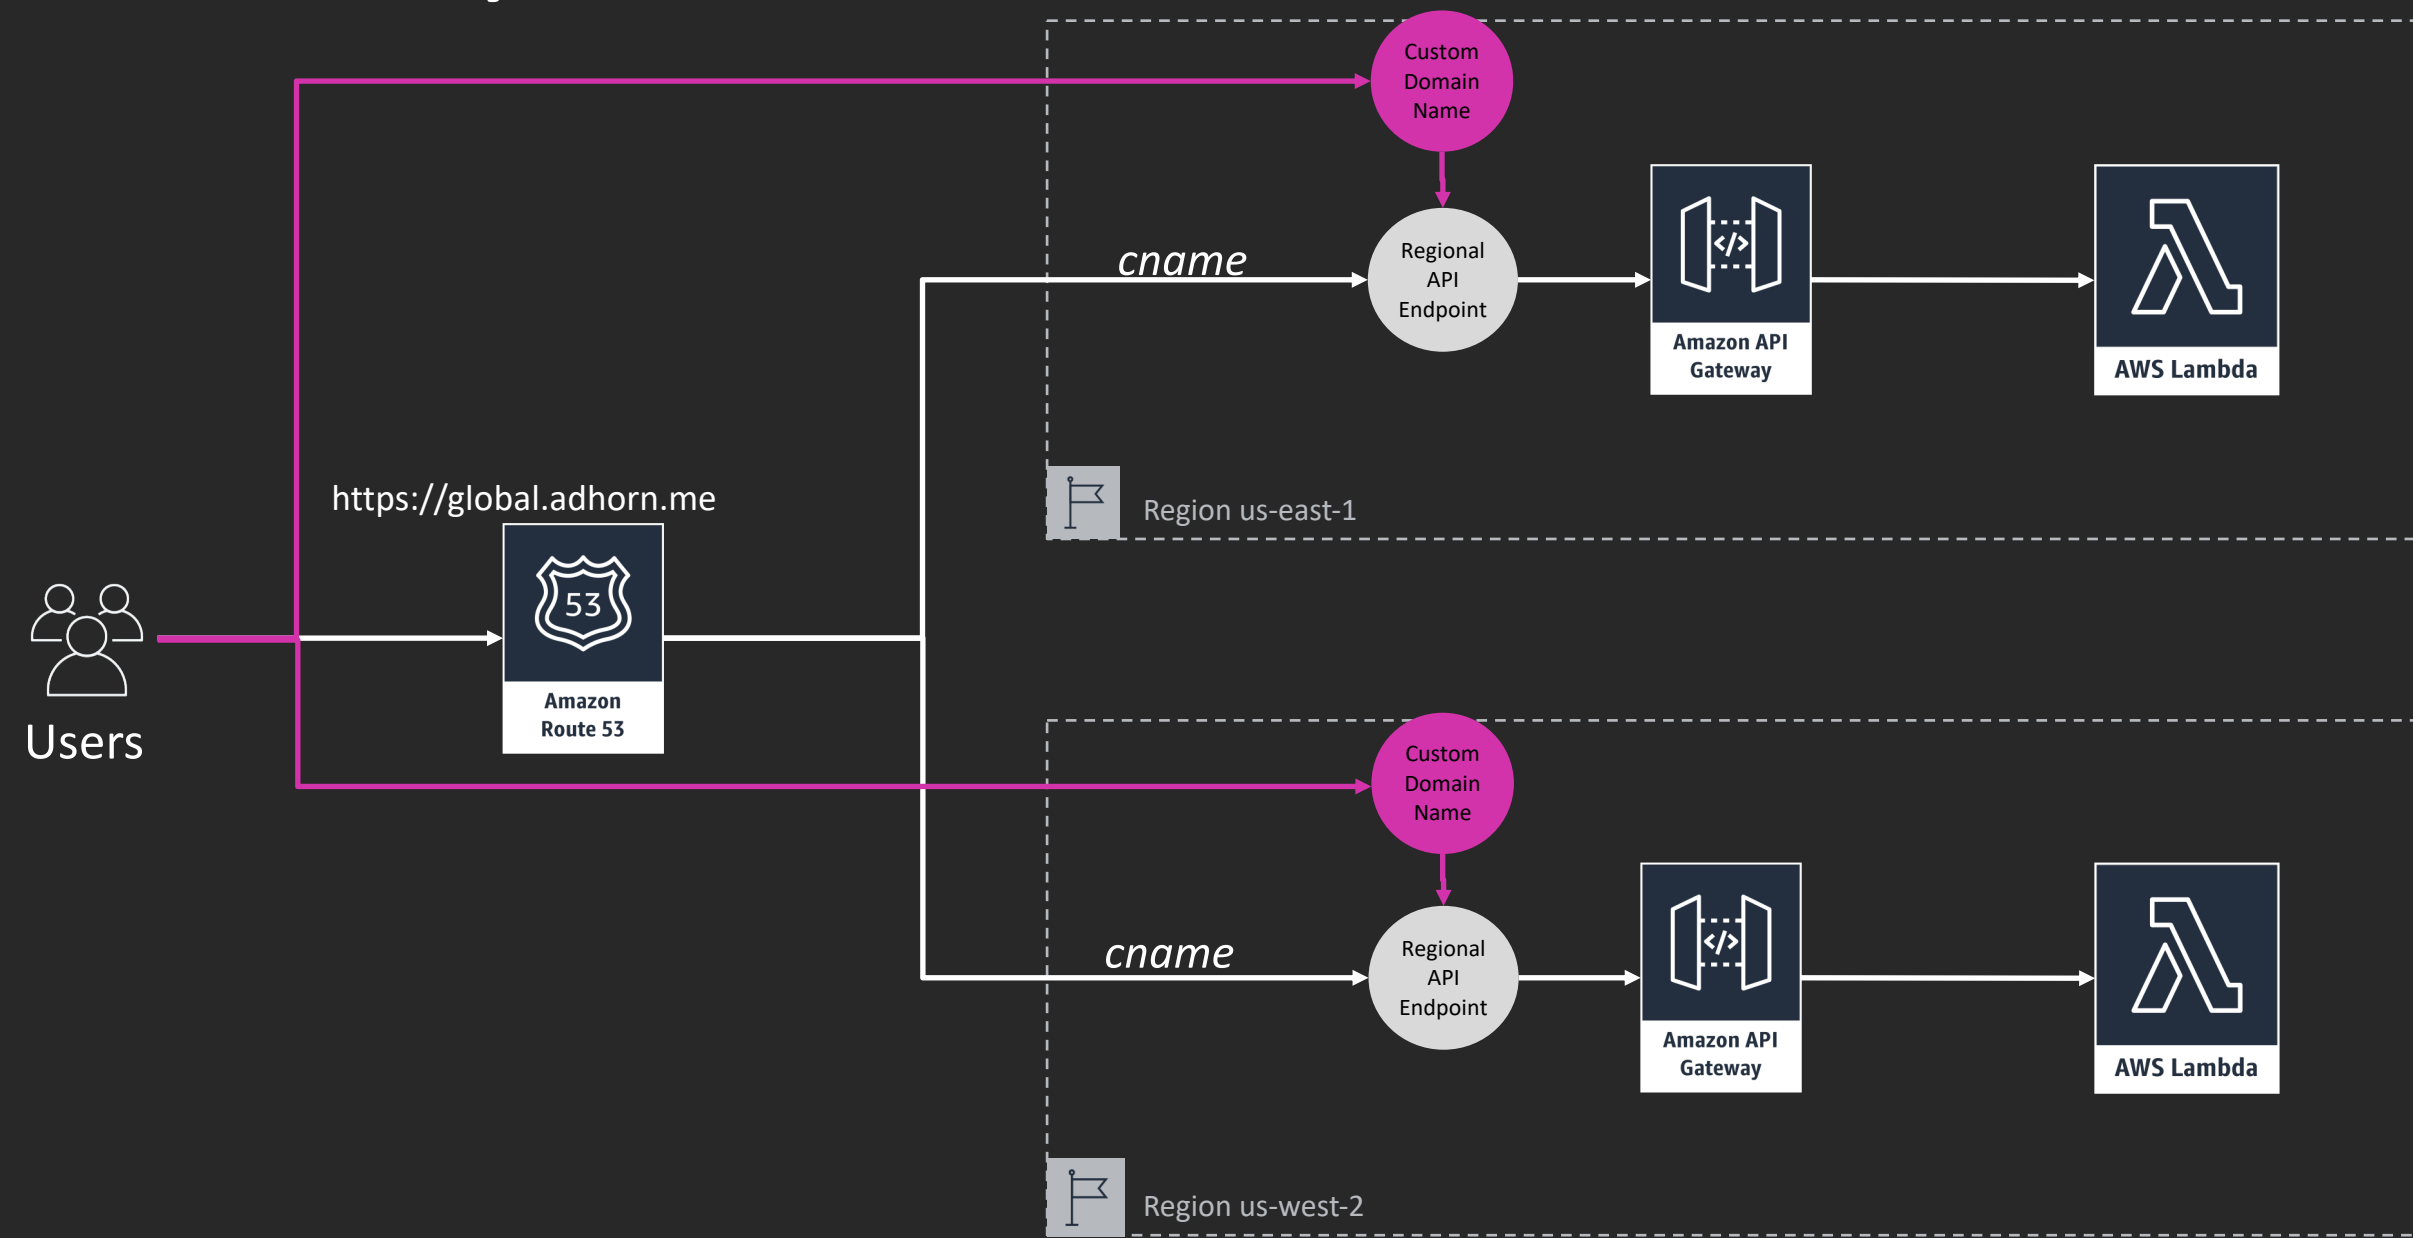 Custom
Domain
Name
cname
Regional
API
Endpoint
Amazon API
Gateway
AWS Lambda
Region us-east-1
https://global.adhorn.me
53
Amazon
Route 53
Users
Custom
Domain
Name
cname
Regional
API
Endpoint
Amazon API
Gateway
AWS Lambda
Region us-west-2